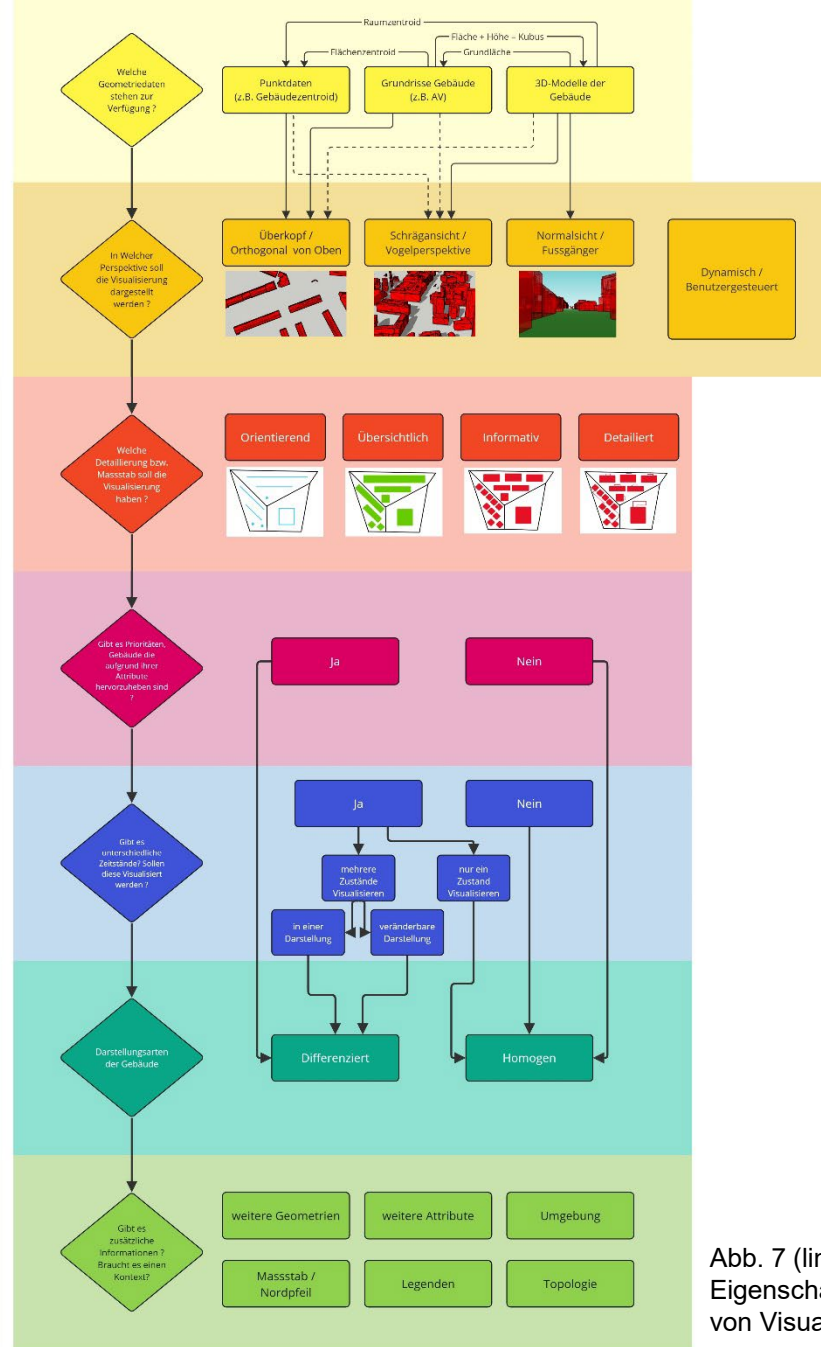 Raumzentroid
Fläche + Höhe = Kubus
Flächenzentroid
Grundläche
Welche
Geometriedaten
stehen zur
Verfügung ?
Punktdaten
(z.B. Gebäudezentroid)
Grundrisse Gebäude
(z.B. AV)
3D-Modelle der
Gebäude
In Welcher
Perspektive soll
die Visualisierung
dargestellt
werden ?
Überkopf /
Orthogonal von Oben
Schrägansicht /
Vogelperspektive
Normalsicht /
Fussgänger
Dynamisch /
Benutzergesteuert
Welche
Detaillierung bzw.
Massstab soll die
Visualisierung
haben ?
Orientierend
Übersichtlich
Informativ
Detailiert
Gibt es Prioritäten,
Gebäude die
aufgrund ihrer
Attribute
hervorzuheben sind
?
Ja
Nein
Gibt es
unterschiedliche
Zeitstände? Sollen
diese Visualisiert
werden ?
Ja
Nein
mehrere
Zustände
Visualisieren
nur ein
Zustand
Visualisieren
in einer
Darstellung
veränderbare
Darstellung
Darstellungsarten
der Gebäude
Differenziert
Homogen
Gibt es
zusätzliche
Informationen ?
Braucht es einen
Kontext?
weitere Geometrien
weitere Attribute
Umgebung
Massstab /
Nordpfeil
Legenden
Topologie
Abb. 7 (lin
Eigenscha
von Visua